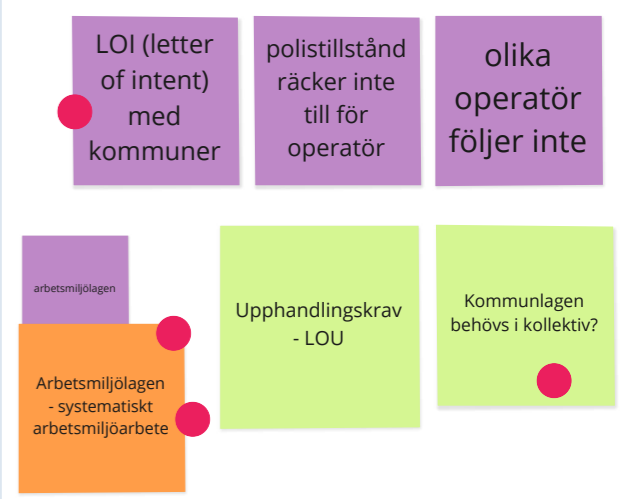 LOI (letter
of intent)
med
kommuner
polistillstånd
räcker inte
till för
operatör
olika
operatör
följer inte
arbetsmiljölagen
Arbetsmiljölagen
- systematiskt
arbetsmiljöarbete
Upphandlingskrav
- LOU
Kommunlagen
behövs i kollektiv?